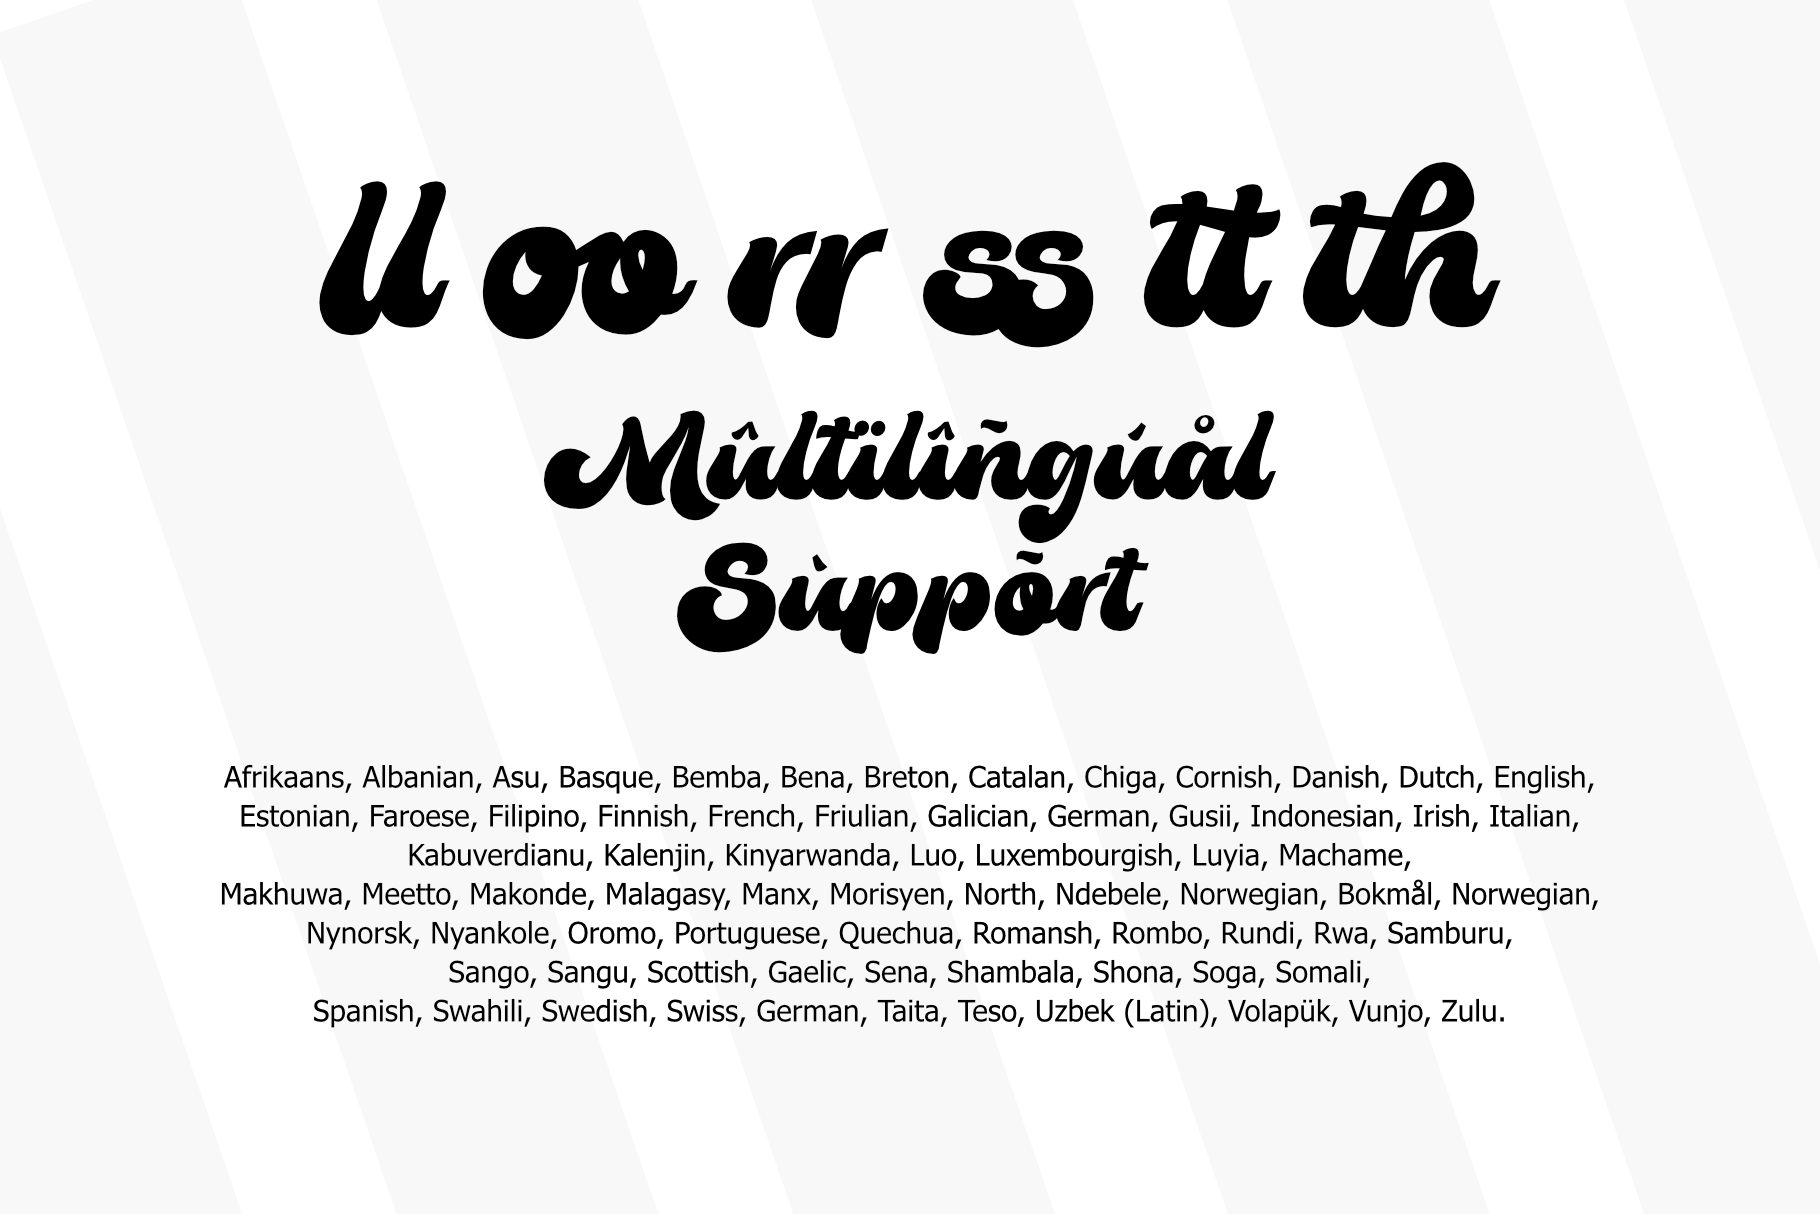 ll oo rr ss tt th
Mûltïlîñgúål
Sùppõrt
Afrikaans, Albanian, Asu, Basque, Bemba, Bena, Breton, Catalan, Chiga, Cornish, Danish, Dutch, English,
Estonian, Faroese, Filipino, Finnish, French, Friulian, Galician, German, Gusii, Indonesian, Irish, Italian,
Kabuverdianu, Kalenjin, Kinyarwanda, Luo, Luxembourgish, Luyia, Machame,
Makhuwa, Meetto, Makonde, Malagasy, Manx, Morisyen, North, Ndebele, Norwegian, Bokmål, Norwegian,
Nynorsk, Nyankole, Oromo, Portuguese, Quechua, Romansh, Rombo, Rundi, Rwa, Samburu,
Sango, Sangu, Scottish, Gaelic, Sena, Shambala, Shona, Soga, Somali,
Spanish, Swahili, Swedish, Swiss, German, Taita, Teso, Uzbek (Latin), Volapük, Vunjo, Zulu.